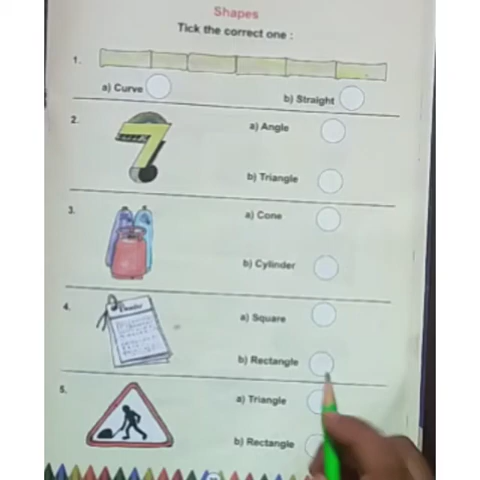 Shapes
Tick the correct one :
1.
a) Curve
b) Straight
2.
7
a) Angle
b) Triangle
3.
a) Cone
b) Cylinder
4.
a) Square
b) Rectangle
5.
a) Triangle
b) Rectangle